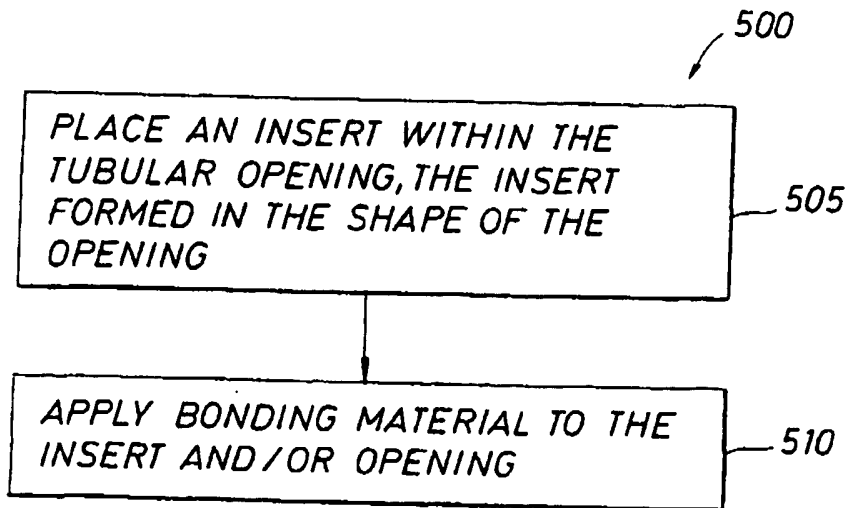 500
PLACE AN INSERT WITHIN THE
TUBULAR OPENING, THE INSERT
FORMED IN THE SHAPE OF THE
OPENING
505
APPLY BONDING MATERIAL TO THE
INSERT AND/OR OPENING
510